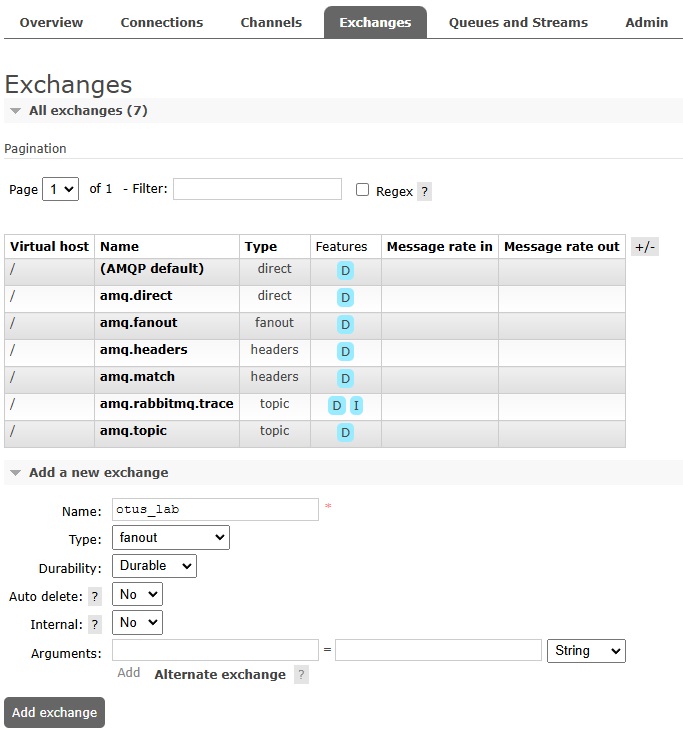 Overview Connections Channels Exchanges Queues and Streams Admin
Exchanges
All exchanges (7)
Pagination
Page 1 of 1 - Filter: Regex ?
Virtual host Name Type Features Message rate in Message rate out +/-
/ (AMQP default) direct D
/ amq.direct direct D
/ amq.fanout fanout D
/ amq.headers headers D
/ amq.match headers D
/ amq.rabbitmq.trace topic D I
/ amq.topic topic D
Add a new exchange
Name: otus_lab *
Type: fanout
Durability: Durable
Auto delete: ? No
Internal: ? No
Arguments: = String
Add Alternate exchange ?
Add exchange